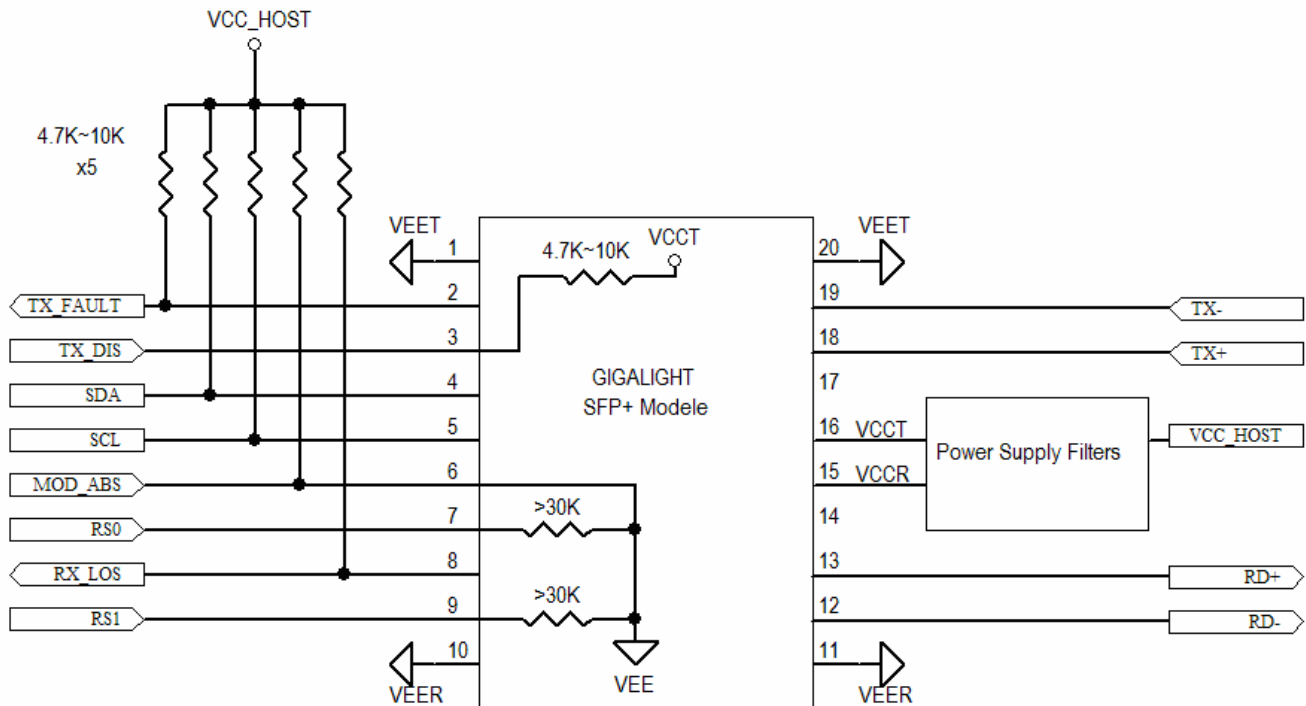 VCC_HOST
4.7K~10K
x5
VEET
1
4.7K~10K
VCCT
20
VEET
TX_FAULT
2
19
TX-
TX_DIS
3
18
TX+
SDA
4
GIGALIGHT
SFP+ Modele
17
SCL
5
16
VCCT
Power Supply Filters
VCC_HOST
MOD_ABS
6
15
VCCR
RS0
7
>30K
14
RX_LOS
8
13
RD+
RS1
9
>30K
12
RD-
10
VEER
VEE
11
VEER